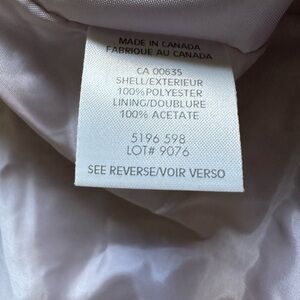 MADE IN CANADA
FABRIQUE AU CANADA
CA 00635
SHELL/EXTERIEUR
100%POLYESTER
LINING/DOUBLURE
100% ACETATE
5196 598
LOT# 9076
SEE REVERSE/VOIR VERSO